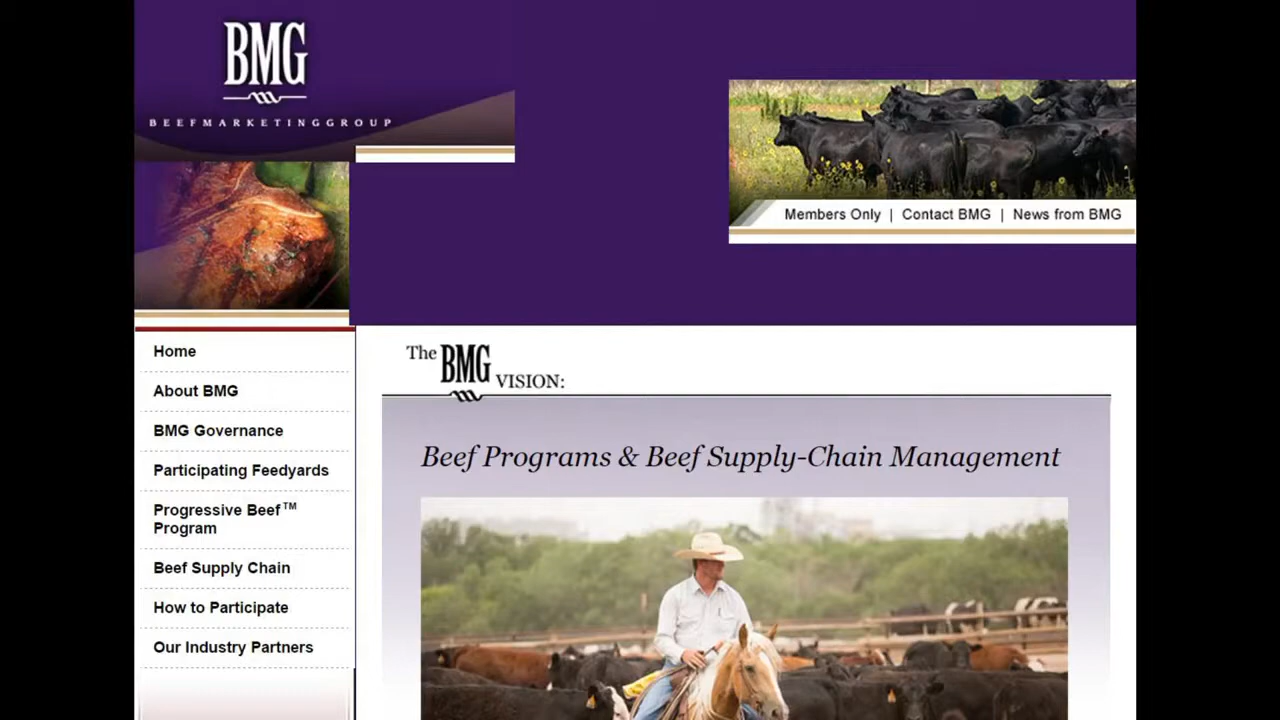 BMG
BEEFMARKETINGGROUP
Members Only | Contact BMG | News from BMG
Home
About BMG
BMG Governance
Participating Feedyards
Progressive Beef™
Program
Beef Supply Chain
How to Participate
Our Industry Partners
The BMG VISION:
Beef Programs & Beef Supply-Chain Management